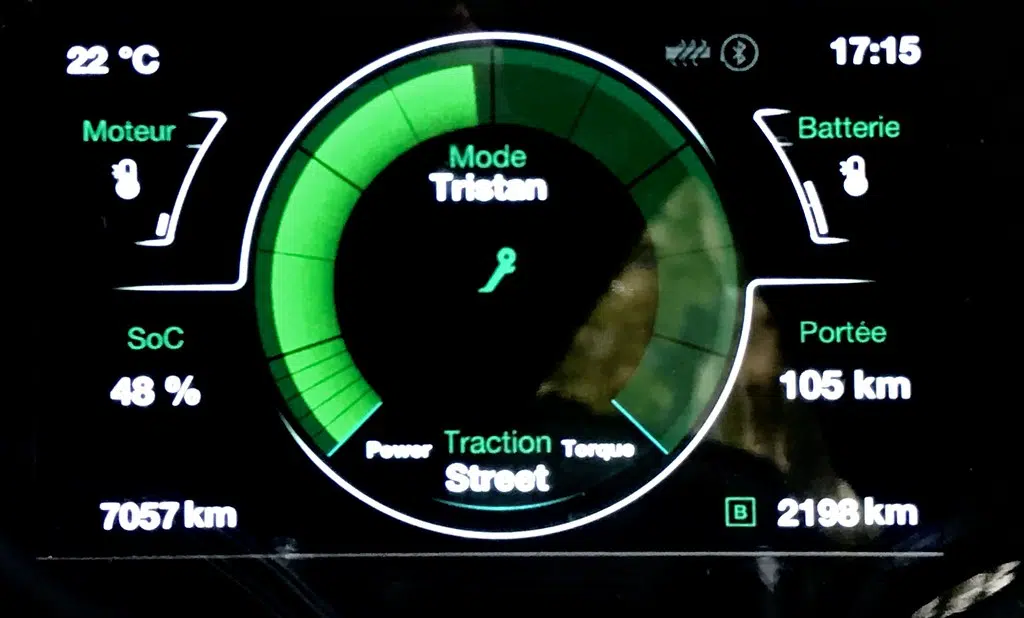 22 °C
17:15
Moteur
Batterie
Mode
Tristan
SoC
48 %
Portée
105 km
Power Traction Torque
Street
7057 km
B 2198 km